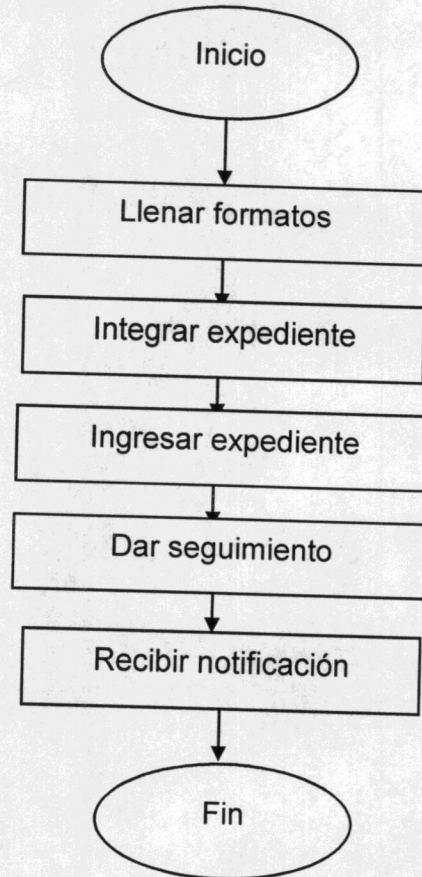 Inicio
Llenar formatos
Integrar expediente
Ingresar expediente
Dar seguimiento
Recibir notificación
Fin